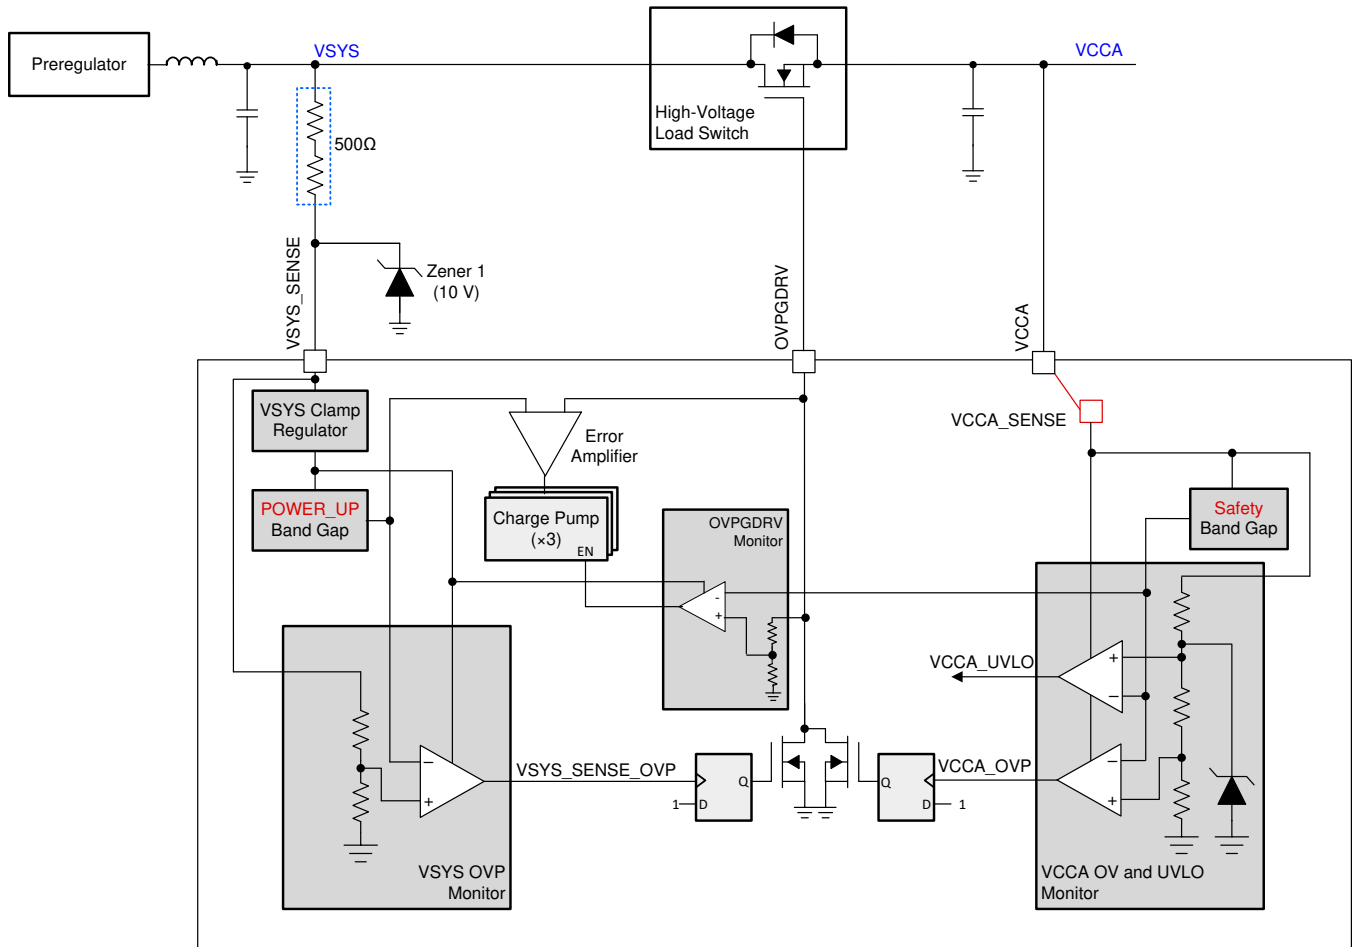 Preregulator
VSYS
VCCA
High-Voltage
Load Switch
500Ω
VSYS_SENSE
Zener 1
(10 V)
OVPGDRV
VCCA
VSYS Clamp
Regulator
VCCA_SENSE
Error
Amplifier
POWER_UP
Band Gap
Charge Pump
(×3)
EN
OVPGDRV
Monitor
-
+
Safety
Band Gap
VCCA_UVLO
+
−
VSYS_SENSE_OVP
−
+
Q
1
D
Q
D
1
VCCA_OVP
−
+
VSYS OVP
Monitor
VCCA OV and UVLO
Monitor